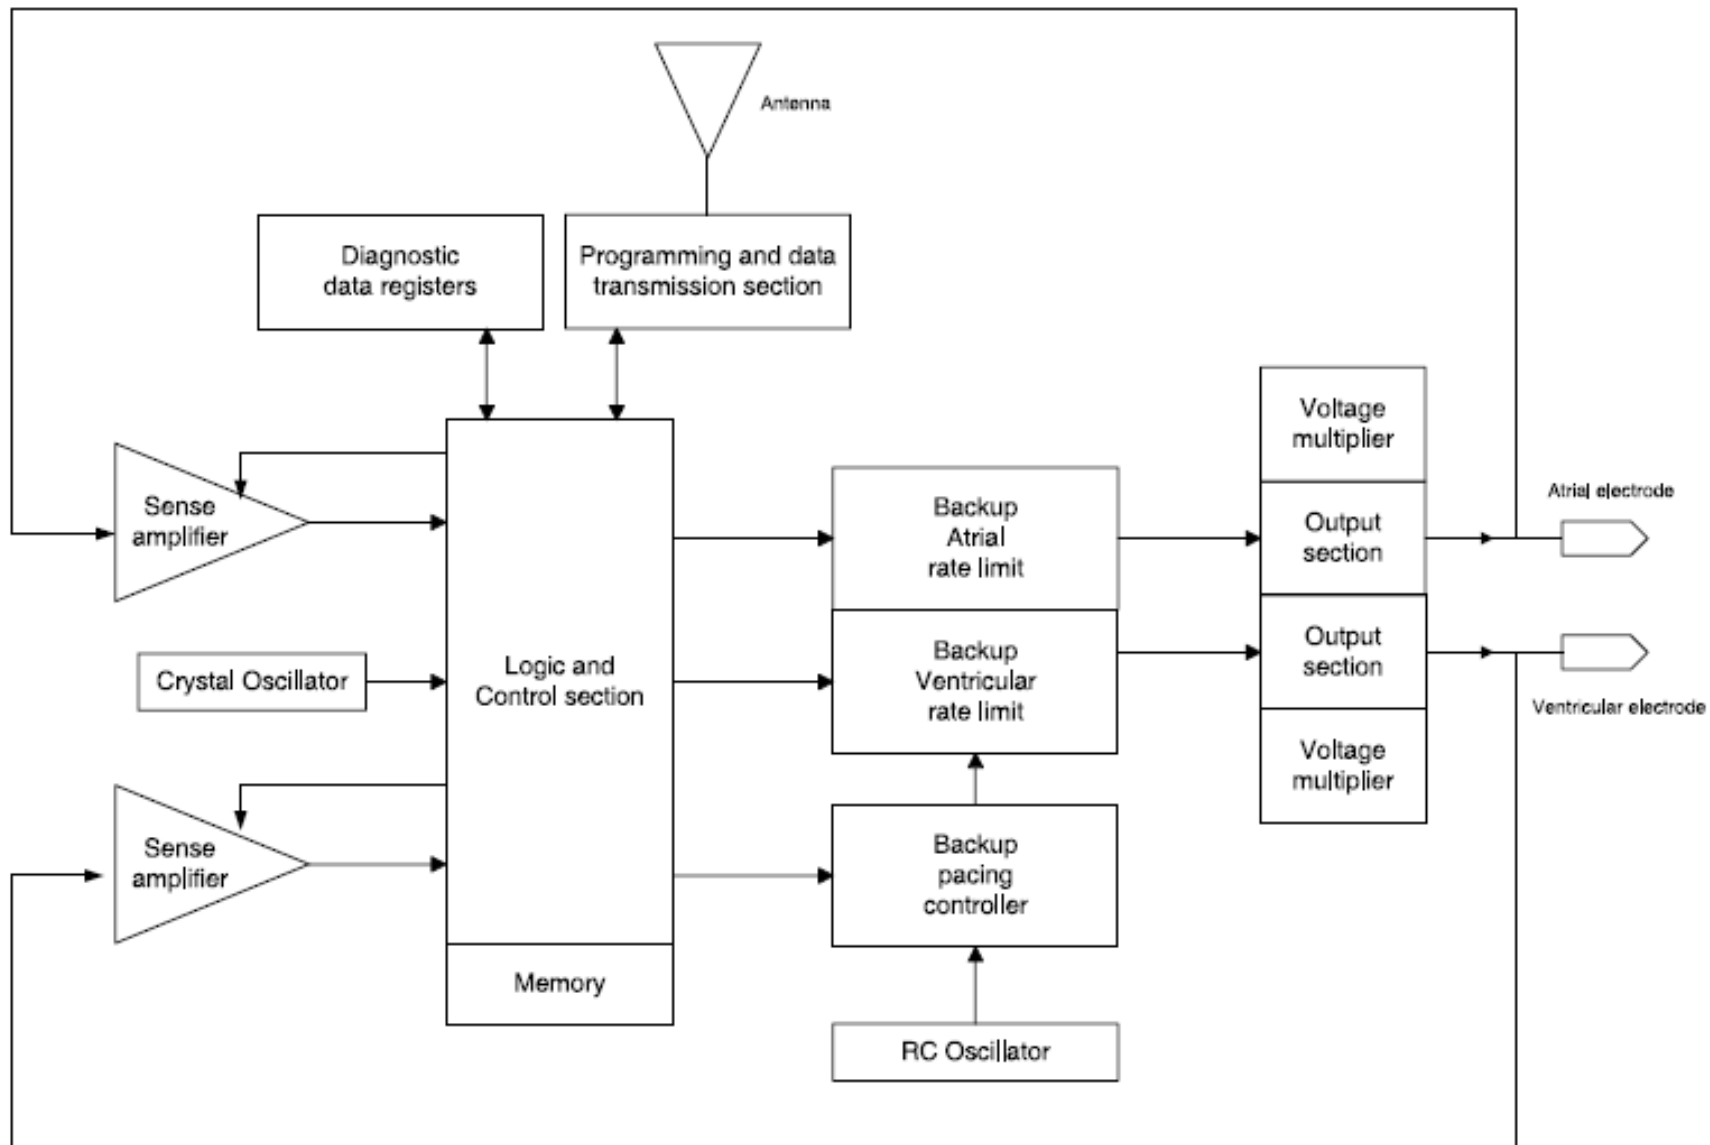 Antenna
Diagnostic
data registers
Programming and data
transmission section
Voltage
multiplier
Sense
amplifier
Backup
Atrial
rate limit
Output
section
Atrial electrode
Crystal Oscillator
Logic and
Control section
Backup
Ventricular
rate limit
Output
section
Ventricular electrode
Voltage
multiplier
Sense
amplifier
Backup
pacing
controller
Memory
RC Oscillator